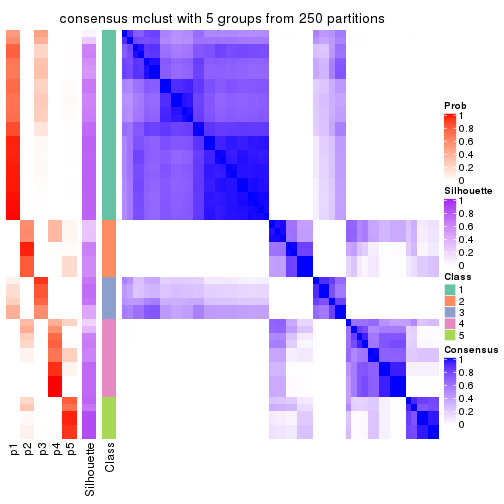 consensus mclust with 5 groups from 250 partitions
Prob
1
0.8
0.6
0.4
0.2
0
Silhouette
1
0.8
0.6
0.4
0.2
0
Class
1
2
3
4
5
Consensus
1
0.8
0.6
0.4
0.2
0
p1
p2
p3
p4
p5
Silhouette
Class